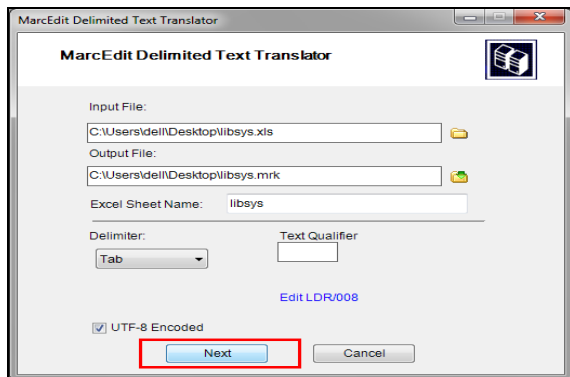 MarcEdit Delimited Text Translator
MarcEdit Delimited Text Translator
Input File:
C:\Users\dell\Desktop\libsys.xls
Output File:
C:\Users\dell\Desktop\libsys.mrk
Excel Sheet Name: libsys
Delimiter: Text Qualifier
Tab
Edit LDR/008
UTF-8 Encoded
Next Cancel